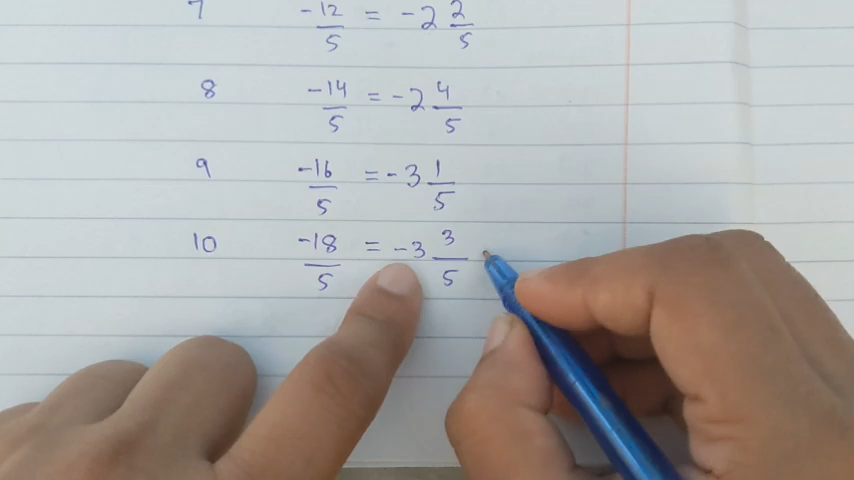 7 -12/5 = -2 2/5
8 -14/5 = -2 4/5
9 -16/5 = -3 1/5
10 -18/5 = -3 3/5